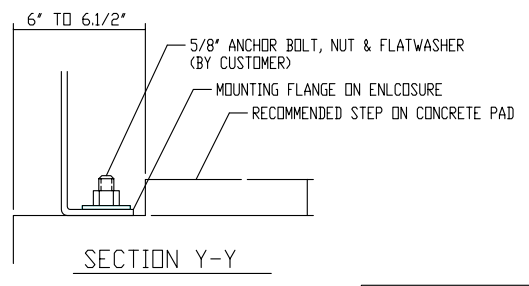 6" TO 6.1/2"
5/8" ANCHOR BOLT, NUT & FLATWASHER
(BY CUSTOMER)
MOUNTING FLANGE ON ENLCOSURE
RECOMMENDED STEP ON CONCRETE PAD
SECTION Y-Y